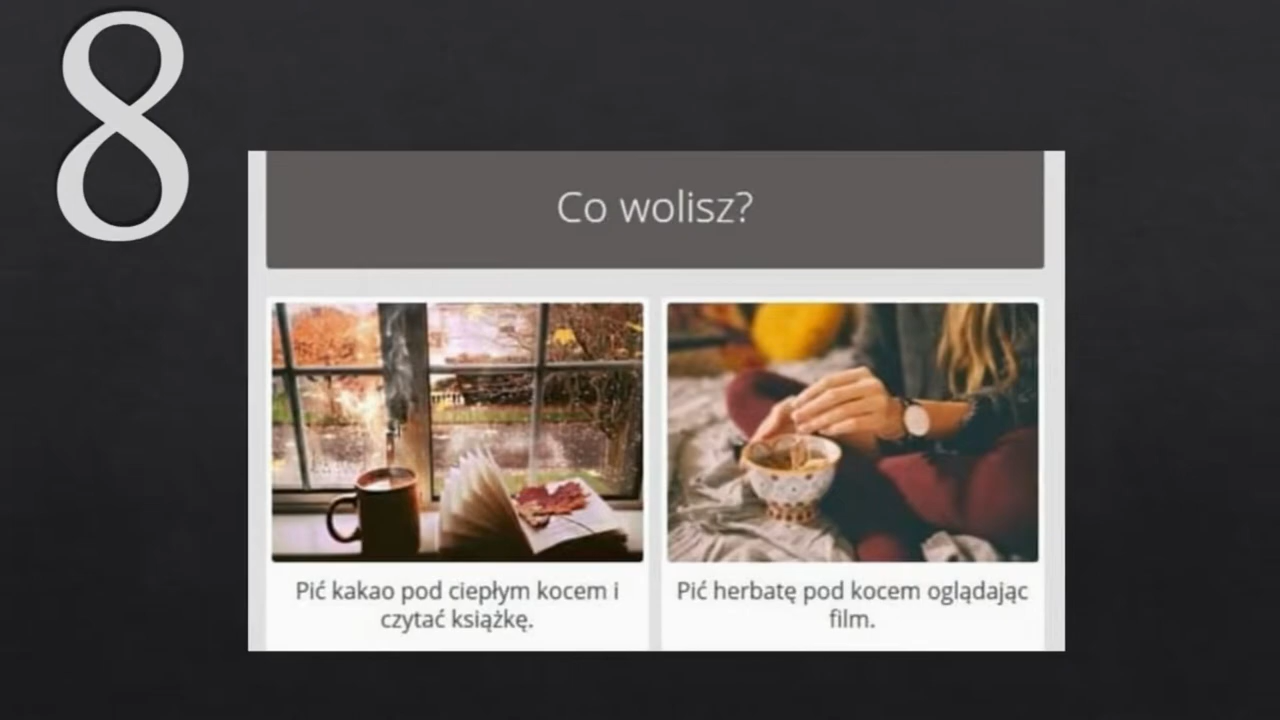 8
Co wolisz?
Pić kakao pod ciepłym kocem i
czytać książkę.
Pić herbatę pod kocem oglądając
film.